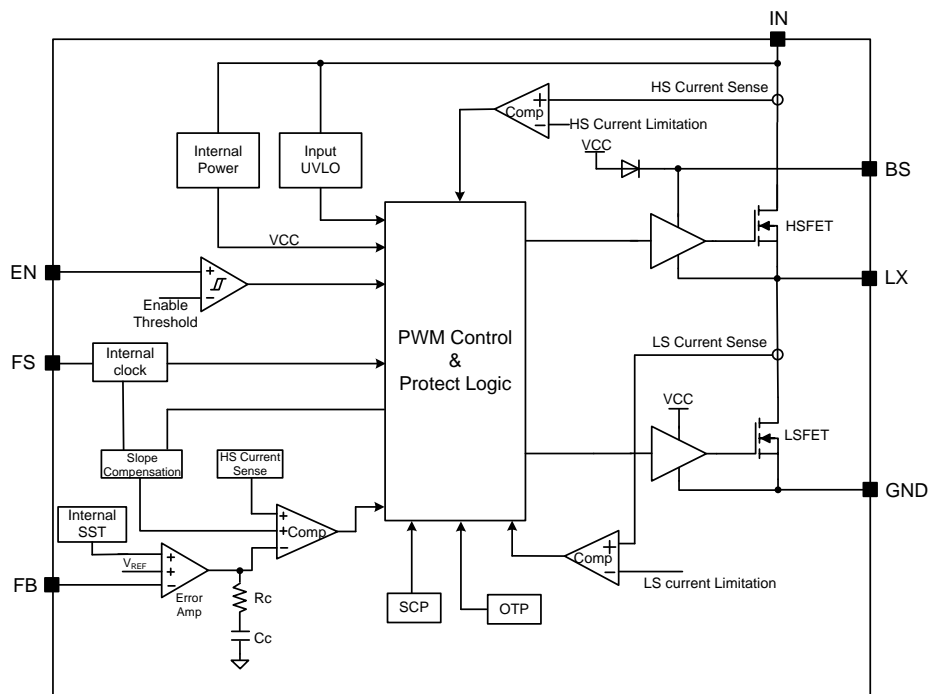 IN
HS Current Sense
Comp
HS Current Limitation
Internal
Power
Input
UVLO
VCC
BS
HSFET
VCC
EN
Enable
Threshold
LX
PWM Control
&
Protect Logic
FS
Internal
clock
LS Current Sense
VCC
LSFET
Slope
Compensation
HS Current
Sense
GND
Internal
SST
Comp
Comp
VREF
FB
Error
Amp
Rc
Cc
SCP
OTP
LS current Limitation
+
-
+
-
+
+
-
+
+
-
+
-